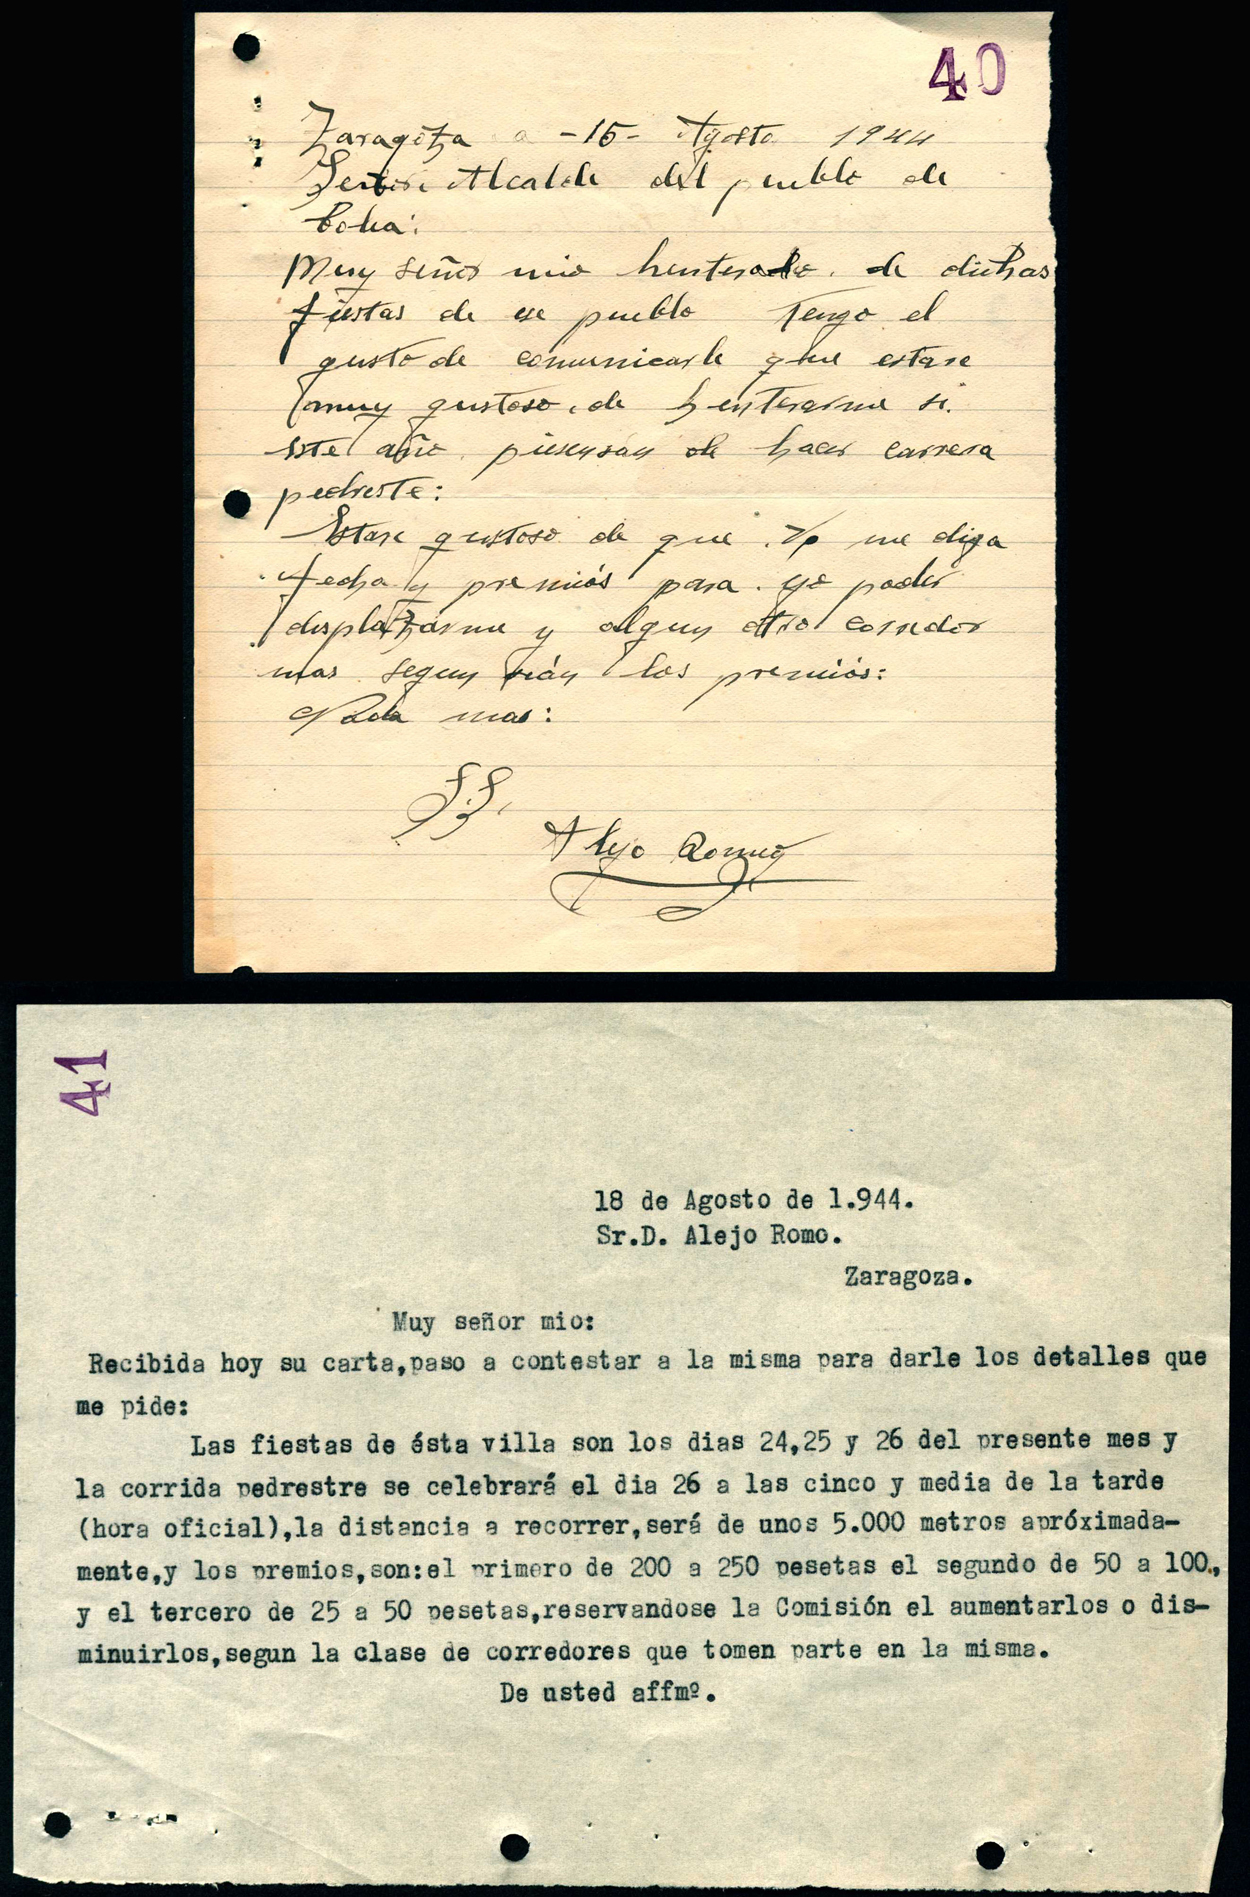 40
Zaragoza a -15- Agosto 1944
Señor Alcalde del pueblo de
Muy señor mio henterado de dichas
fiestas de ese pueblo Tengo el
gusto de comunicarle que estare
muy gustoso de henterarme si
este año piensan de hacer carrera
pedreste:
Estare gustoso de que me diga
fecha y premiós para yo poder
desplazarme y algun otro corredor
mas segun seán los premiós:
Nada mas:
Alejo Romeo
41
18 de Agosto de 1.944.
Sr.D. Alejo Romo.
Zaragoza.
Muy señor mio:
Recibida hoy su carta,paso a contestar a la misma para darle los detalles que
me pide:
Las fiestas de ésta villa son los dias 24,25 y 26 del presente mes y
la corrida pedrestre se celebrará el dia 26 a las cinco y media de la tarde
(hora oficial),la distancia a recorrer,será de unos 5.000 metros apróximada-
mente,y los premios,son:el primero de 200 a 250 pesetas el segundo de 50 a 100.,
y el tercero de 25 a 50 pesetas,reservandose la Comisión el aumentarlos o dis-
minuirlos,segun la clase de corredores que tomen parte en la misma.
De usted affmº.